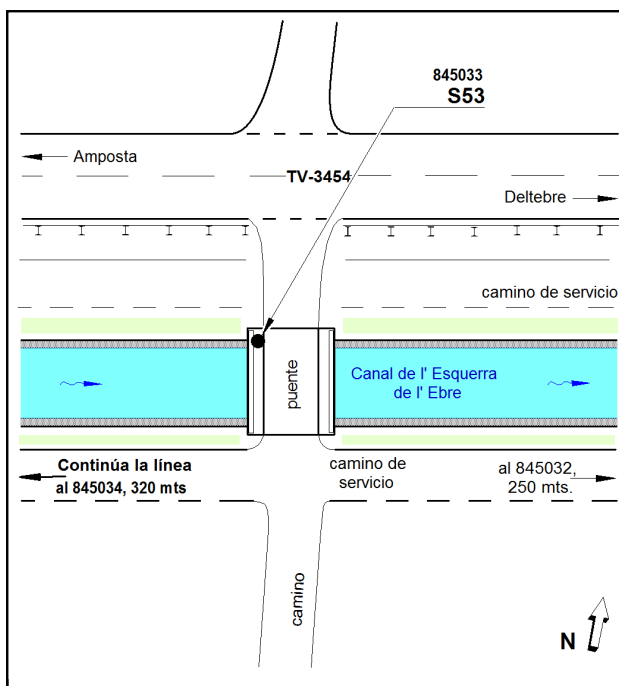 845033
S53
Amposta
TV-3454
Deltebre
camino de servicio
puente
Canal de l' Esquerra
de l' Ebre
Continúa la línea
al 845034, 320 mts
camino de
servicio
al 845032,
250 mts.
camino
N